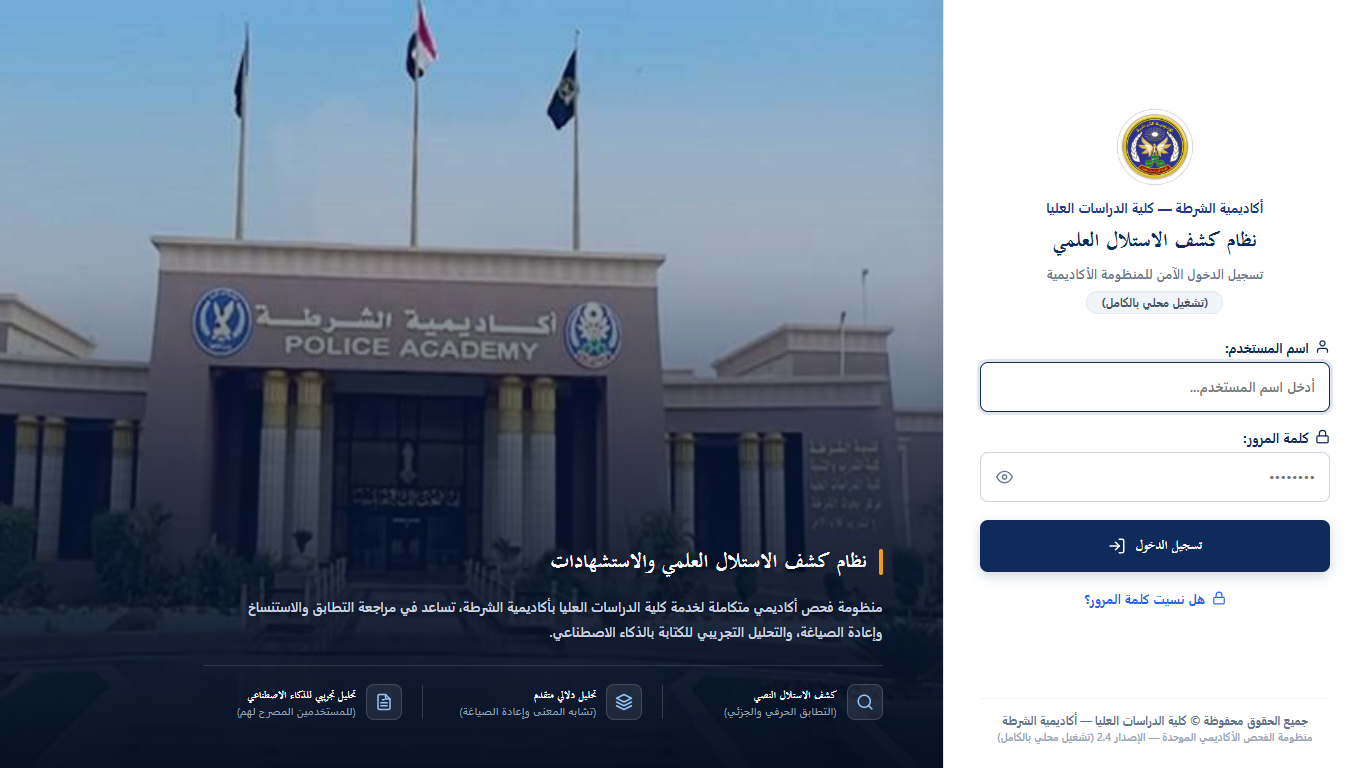 أكاديمية الشرطة — كلية الدراسات العليا
نظام كشف الاستلال العلمي
تسجيل الدخول الآمن للمنظومة الأكاديمية
(تشغيل محلي بالكامل)
اسم المستخدم:
أدخل اسم المستخدم...
كلمة المرور:
••••••••
تسجيل الدخول
هل نسيت كلمة المرور؟
جميع الحقوق محفوظة © كلية الدراسات العليا — أكاديمية الشرطة
منظومة الفحص الأكاديمي الموحدة — الإصدار 2.4 (تشغيل محلي بالكامل)
أكـــاديمية الشــرطــة
POLICE ACADEMY
كلية الشرطة
نظام كشف الاستلال العلمي والاستشهادات
منظومة فحص أكاديمي متكاملة لخدمة كلية الدراسات العليا بأكاديمية الشرطة، تساعد في مراجعة التطابق والاستنساخ
وإعادة الصياغة، والتحليل التجريبي للكتابة بالذكاء الاصطناعي.
كشف الاستلال النصي
(التطابق الحرفي والجزئي)
تحليل دلالي متقدم
(تشابه المعنى وإعادة الصياغة)
تحليل تجريبي للذكاء الاصطناعي
(للمستخدمين المصرح لهم)